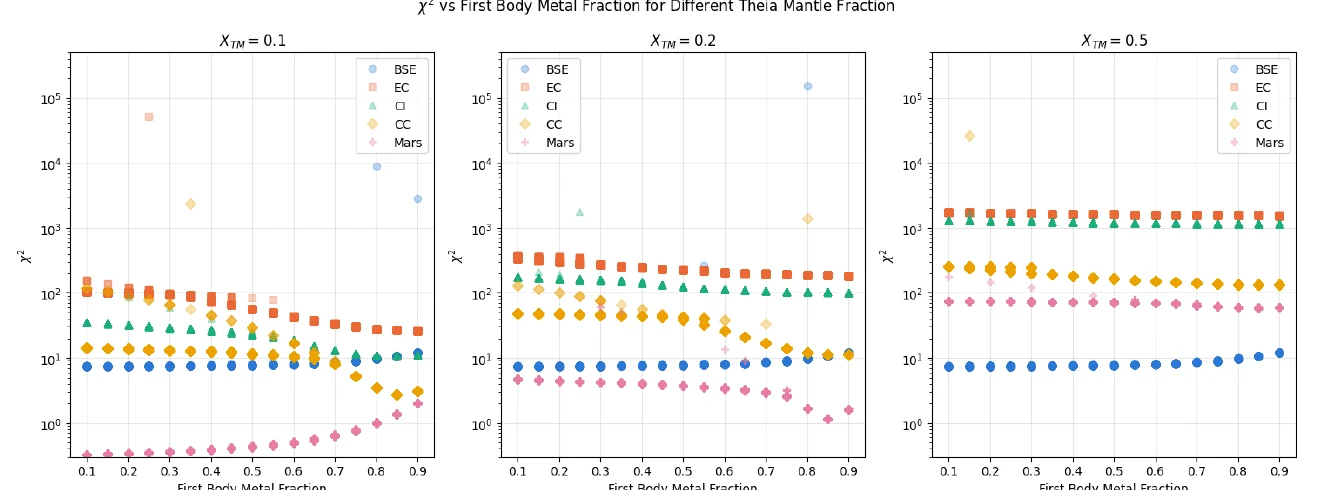 χ² vs First Body Metal Fraction for Different Theia Mantle Fraction
X_TM = 0.1
χ²
10⁵
10⁴
10³
10²
10¹
10⁰
BSE
EC
CI
CC
Mars
0.1 0.2 0.3 0.4 0.5 0.6 0.7 0.8 0.9
First Body Metal Fraction
X_TM = 0.2
χ²
10⁵
10⁴
10³
10²
10¹
10⁰
BSE
EC
CI
CC
Mars
0.1 0.2 0.3 0.4 0.5 0.6 0.7 0.8 0.9
First Body Metal Fraction
X_TM = 0.5
χ²
10⁵
10⁴
10³
10²
10¹
10⁰
BSE
EC
CI
CC
Mars
0.1 0.2 0.3 0.4 0.5 0.6 0.7 0.8 0.9
First Body Metal Fraction